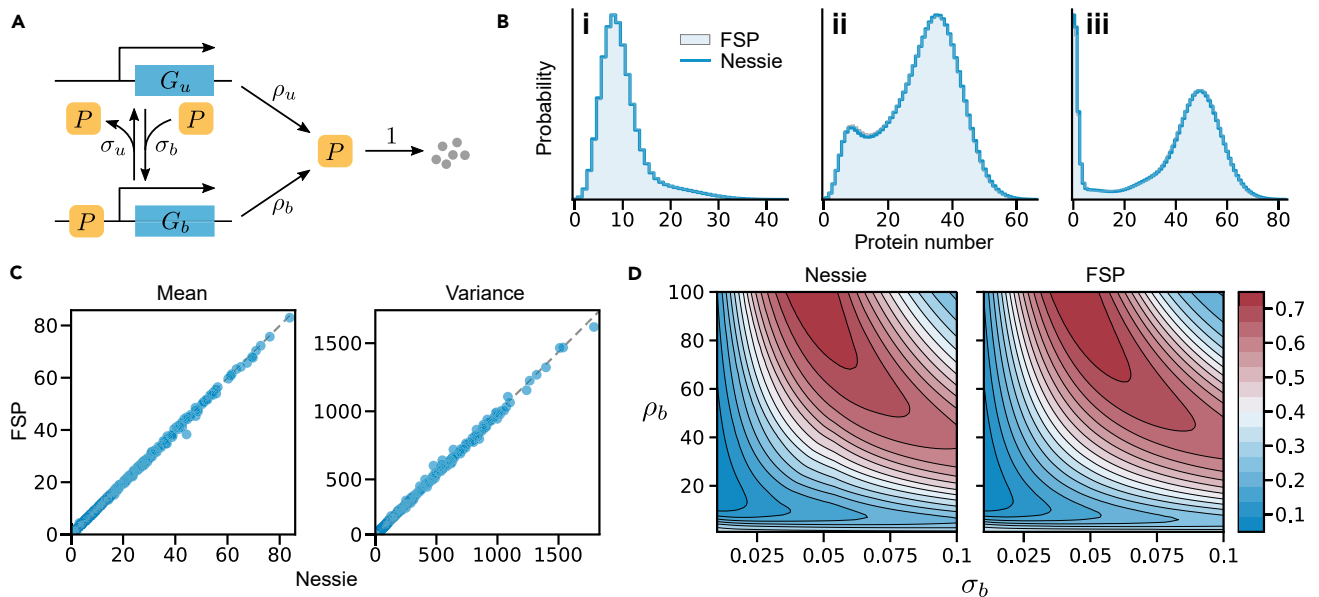 A
G_u
P
P
σ_u
σ_b
P
G_b
ρ_u
ρ_b
P
1
B
i
FSP
Nessie
ii
iii
Probability
0 10 20 30 40
0 20 40 60
0 20 40 60 80
Protein number
C
Mean
Variance
FSP
80
60
40
20
0
0 20 40 60 80
1500
1000
500
0
0 500 1000 1500
Nessie
D
Nessie
FSP
ρ_b
100
80
60
40
20
0.025 0.05 0.075 0.1
0.025 0.05 0.075 0.1
σ_b
0.7
0.6
0.5
0.4
0.3
0.2
0.1